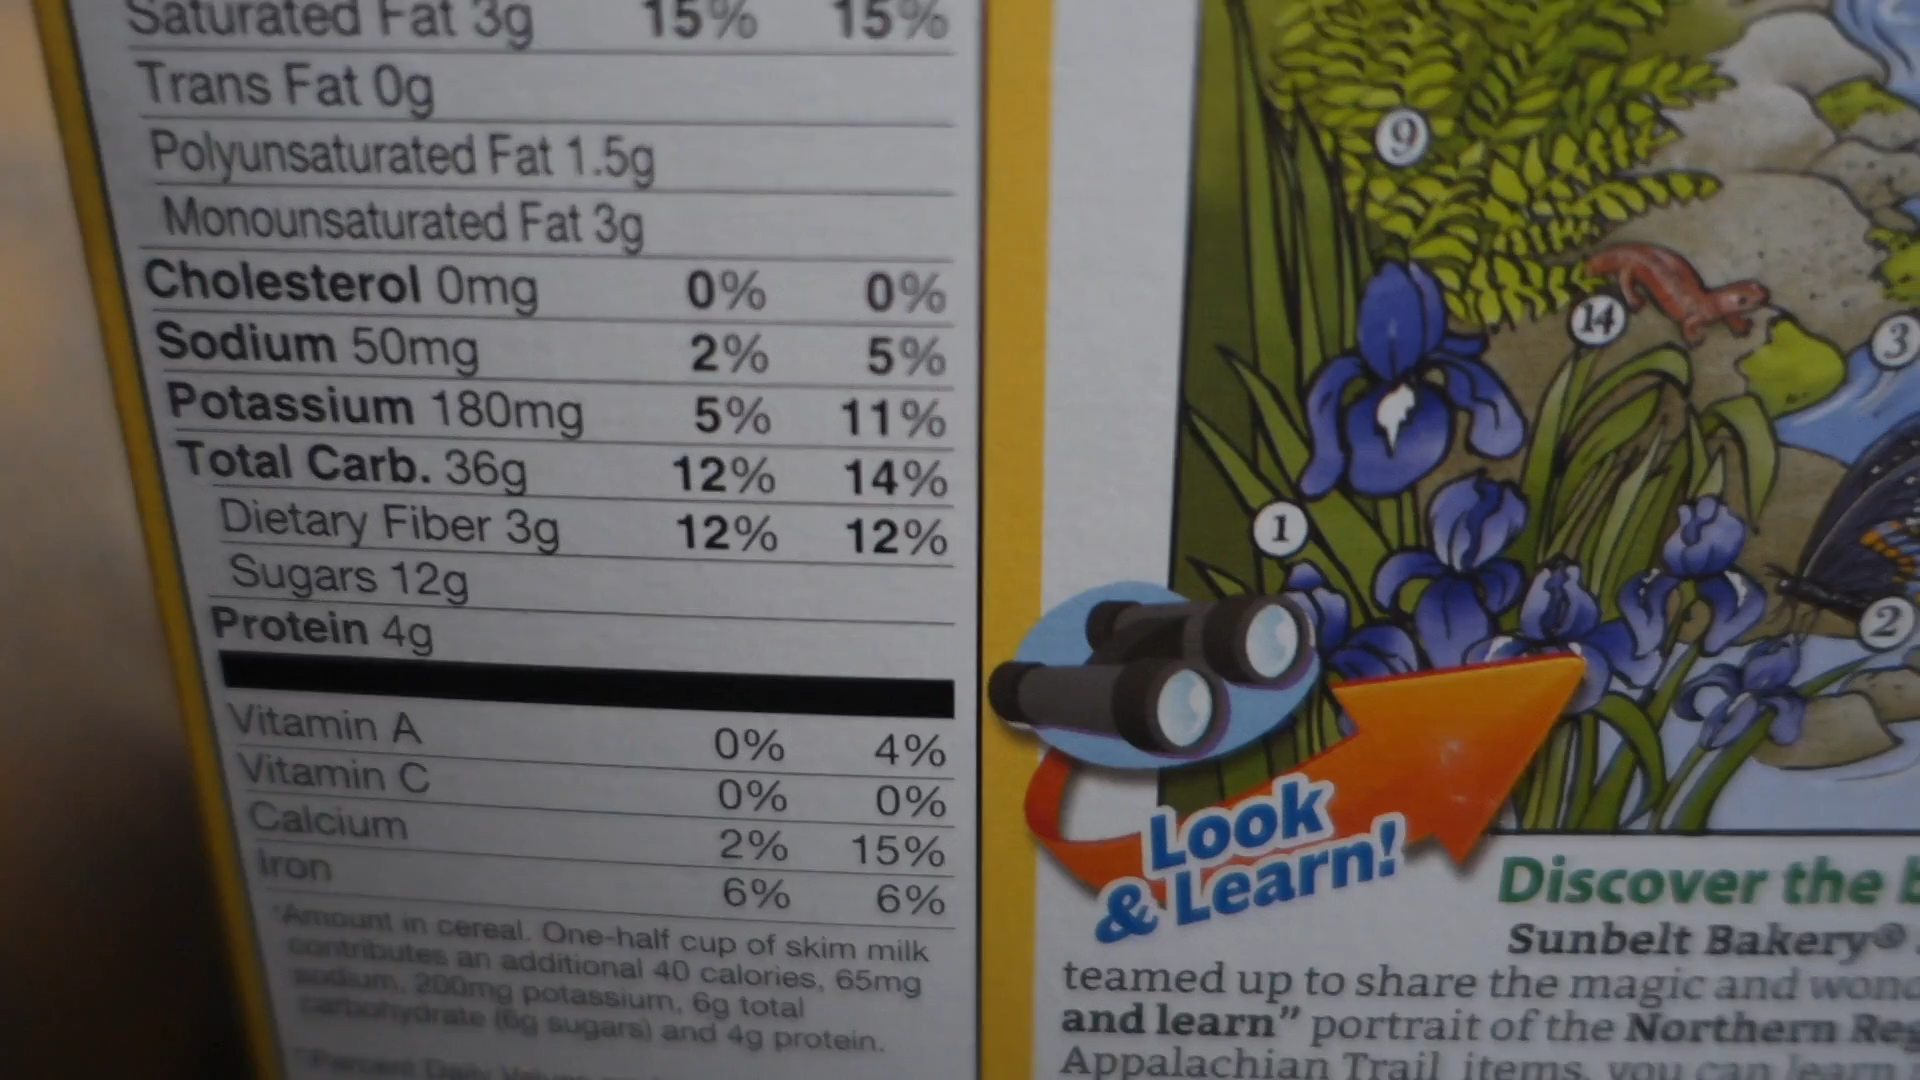 Saturated Fat 3g 15% 15%
Trans Fat 0g
Polyunsaturated Fat 1.5g
Monounsaturated Fat 3g
Cholesterol 0mg 0% 0%
Sodium 50mg 2% 5%
Potassium 180mg 5% 11%
Total Carb. 36g 12% 14%
Dietary Fiber 3g 12% 12%
Sugars 12g
Protein 4g
Vitamin A 0% 4%
Vitamin C 0% 0%
Calcium 2% 15%
Iron 6% 6%
*Amount in cereal. One-half cup of skim milk
contributes an additional 40 calories, 65mg
sodium, 200mg potassium, 6g total
carbohydrate (6g sugars) and 4g protein.
Percent Daily
9
14
3
1
2
Look
& Learn!
Discover the
Sunbelt Bakery®
teamed up to share the magic and
and learn" portrait of the Northern
Appalachian Trail items, you can learn